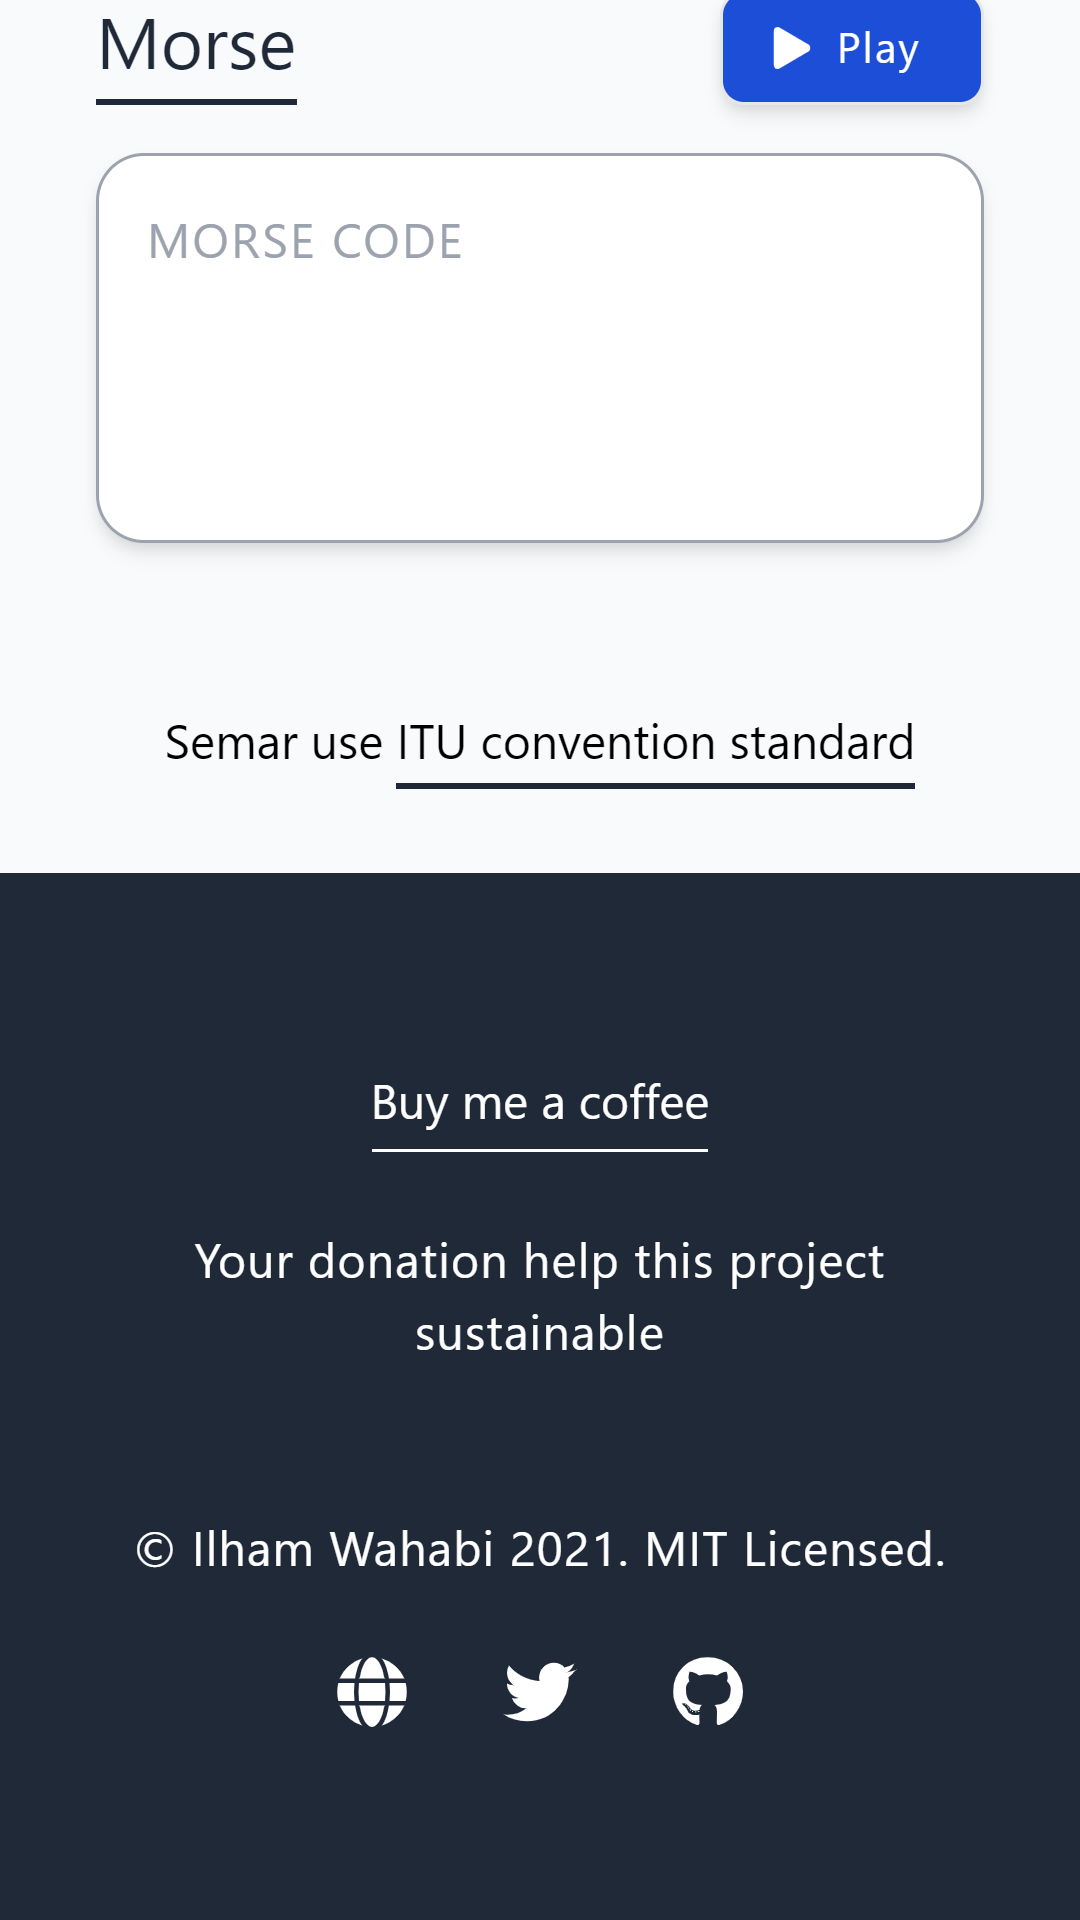 Morse
Play
MORSE CODE
Semar use ITU convention standard
Buy me a coffee
Your donation help this project
sustainable
© Ilham Wahabi 2021. MIT Licensed.